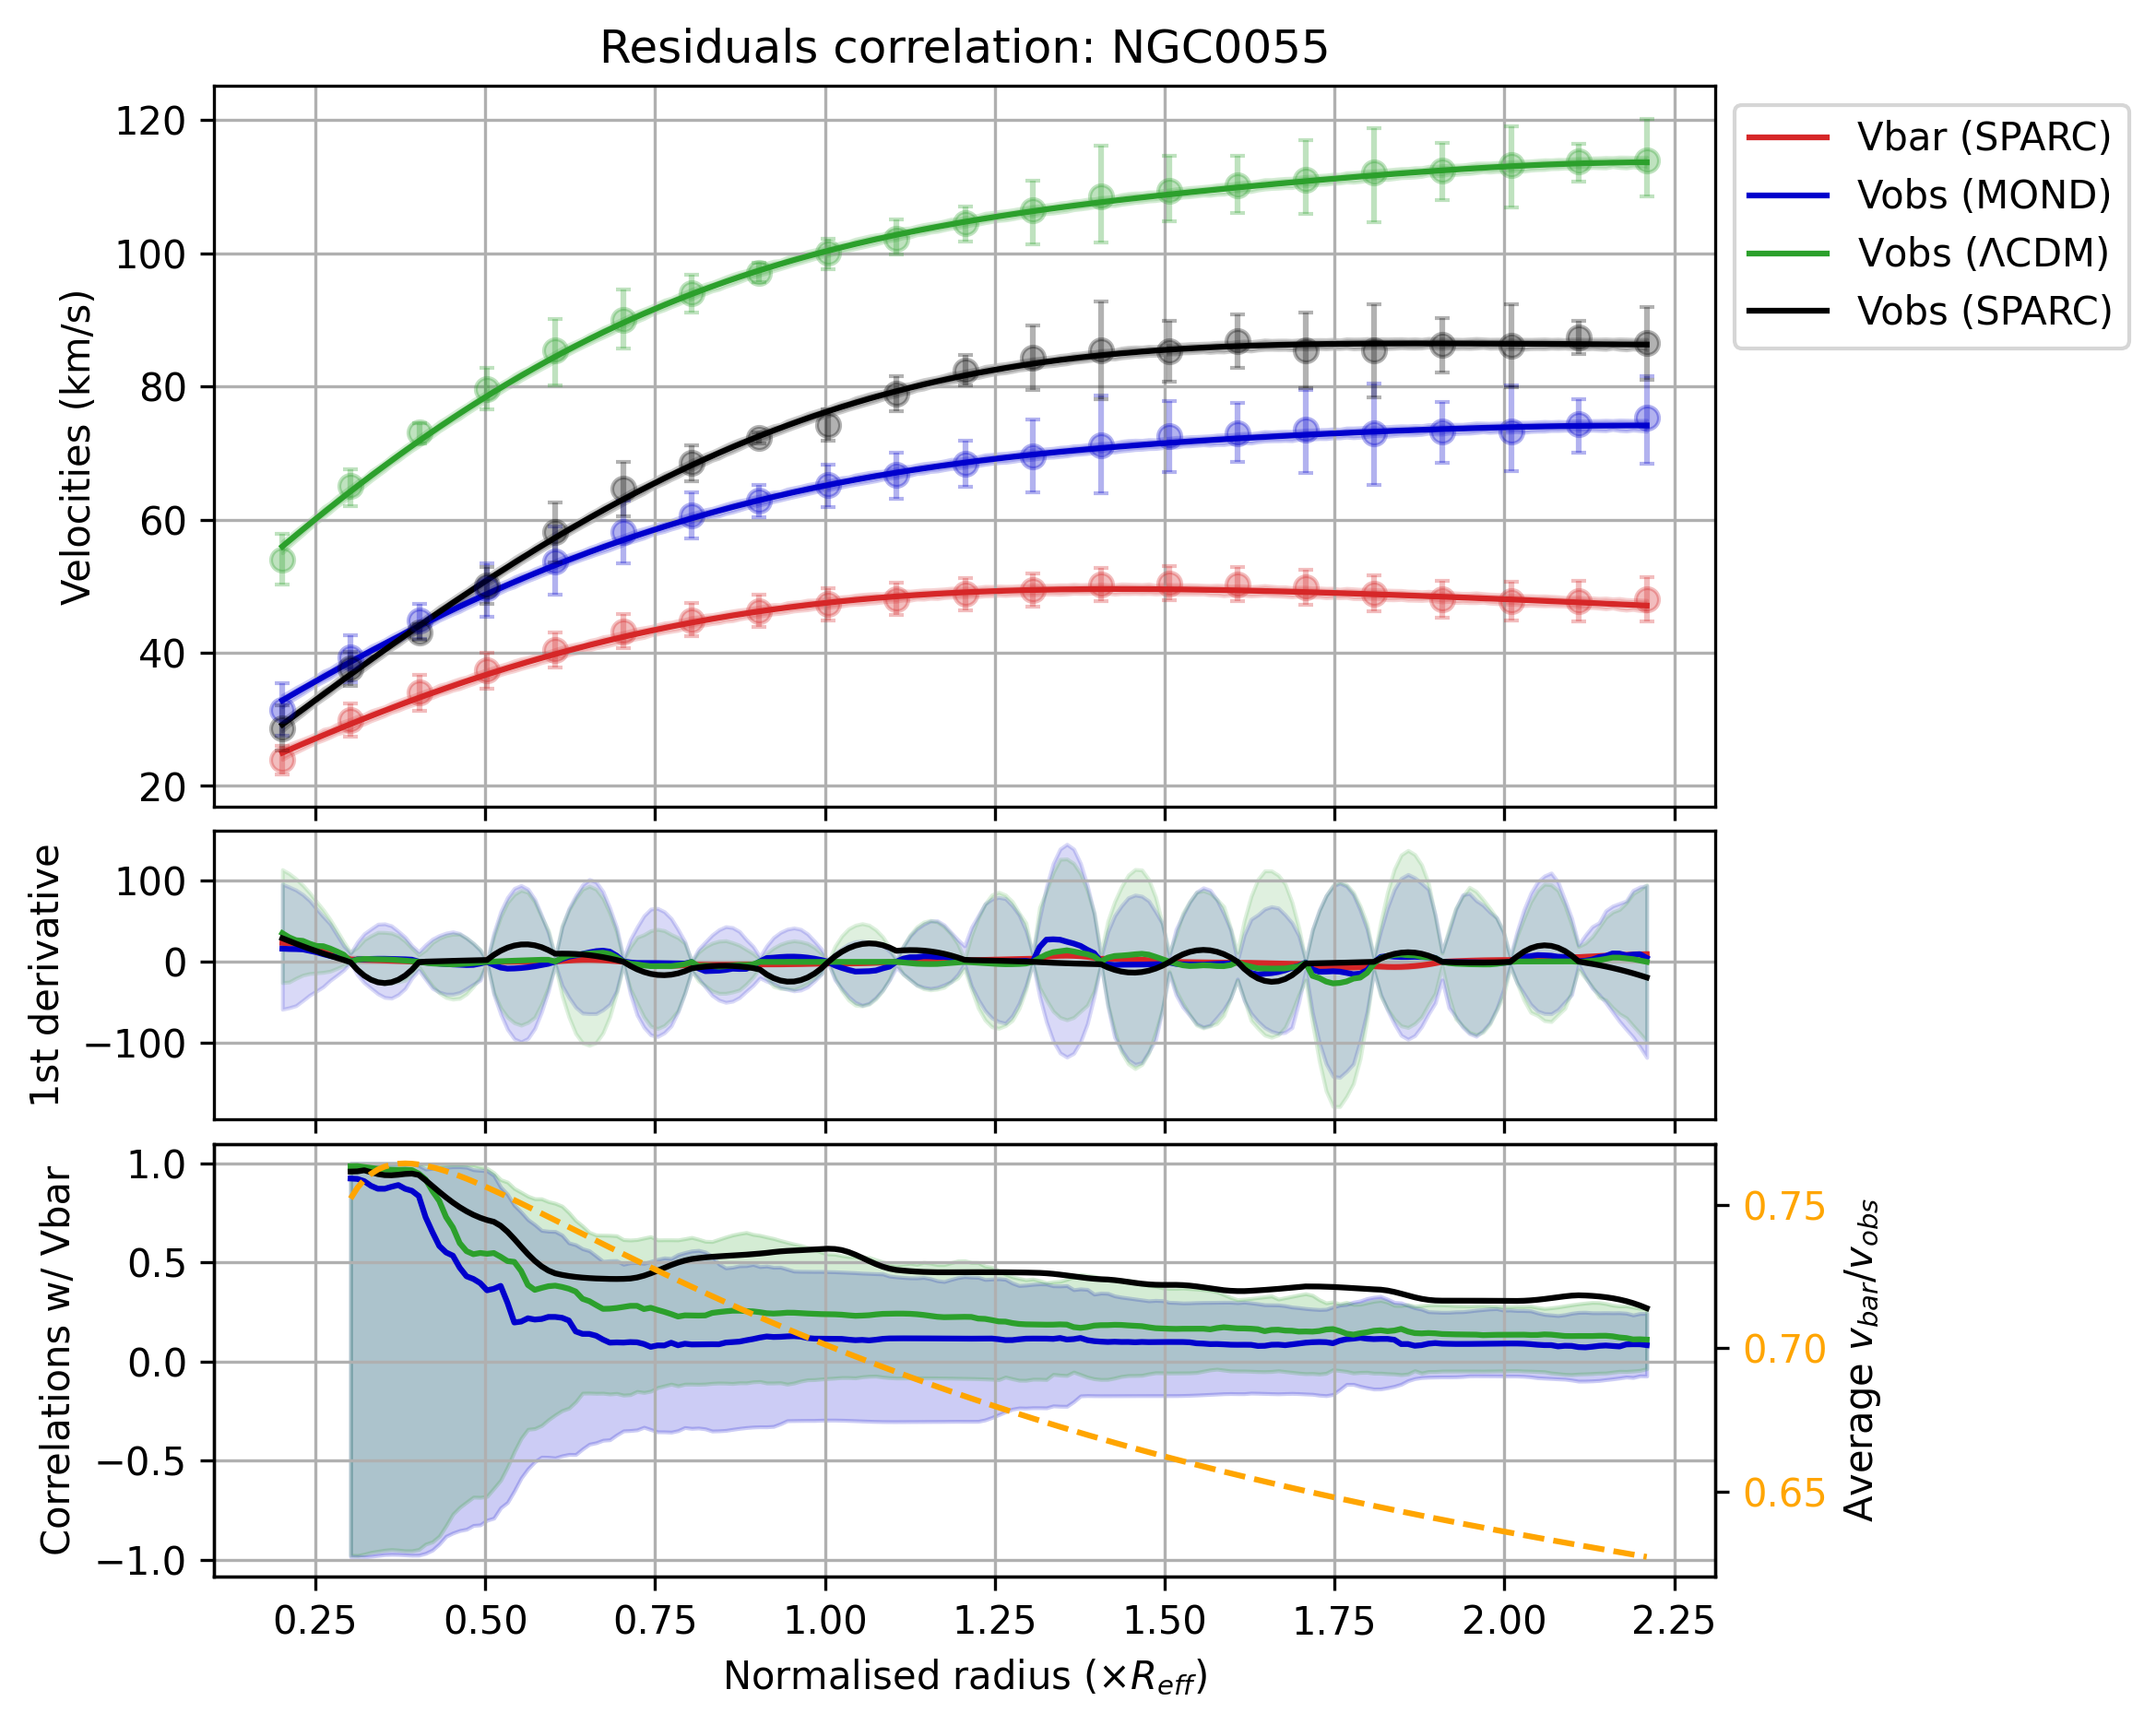 Residuals correlation: NGC0055
120
100
80
60
40
20
Velocities (km/s)
Vbar (SPARC)
Vobs (MOND)
Vobs (ΛCDM)
Vobs (SPARC)
100
0
−100
1st derivative
1.0
0.5
0.0
−0.5
−1.0
Correlations w/ Vbar
0.75
0.70
0.65
Average v_bar/v_obs
0.25 0.50 0.75 1.00 1.25 1.50 1.75 2.00 2.25
Normalised radius (×R_eff)